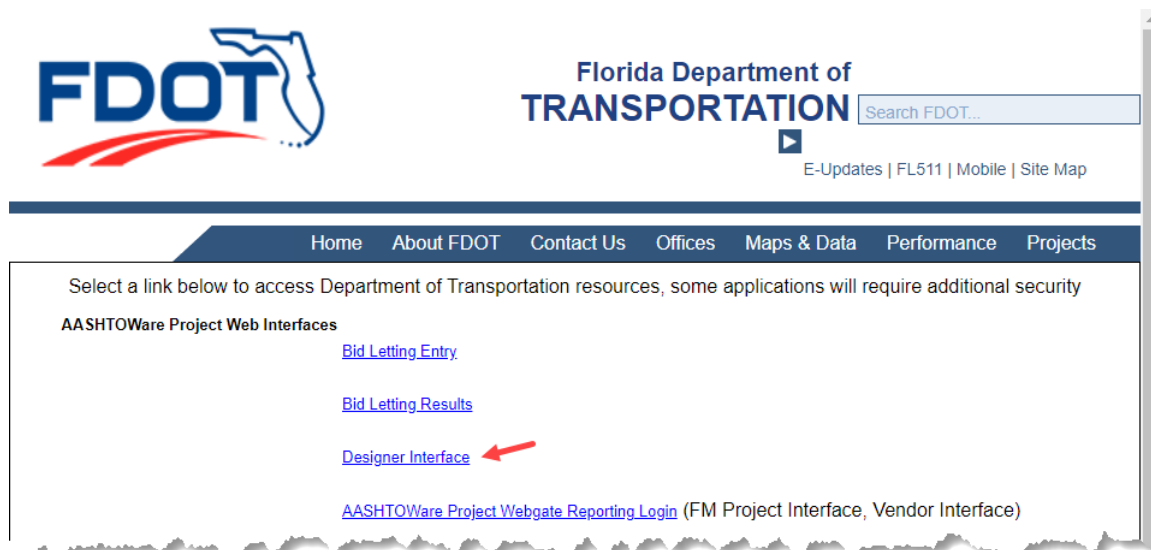 FDOT
Florida Department of
TRANSPORTATION
Search FDOT...
E-Updates | FL511 | Mobile | Site Map
Home About FDOT Contact Us Offices Maps & Data Performance Projects
Select a link below to access Department of Transportation resources, some applications will require additional security
AASHTOWare Project Web Interfaces
Bid Letting Entry
Bid Letting Results
Designer Interface
AASHTOWare Project Webgate Reporting Login (FM Project Interface, Vendor Interface)